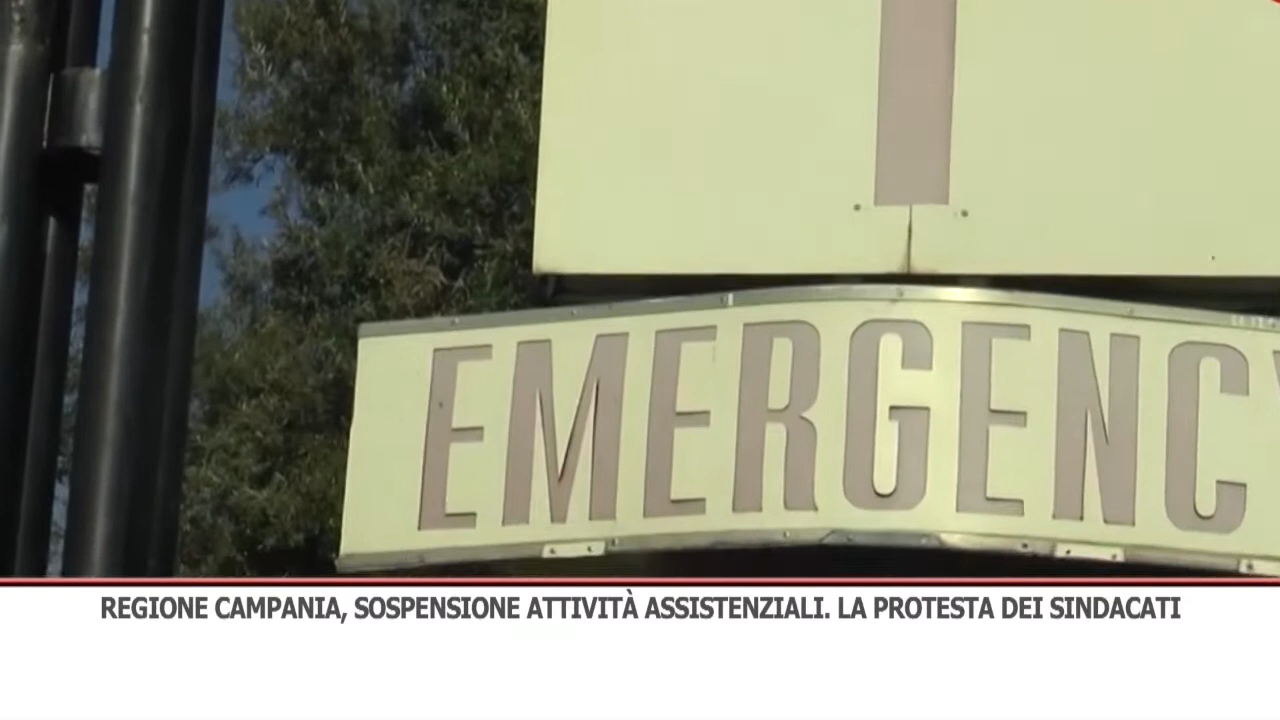 EMERGENC
REGIONE CAMPANIA, SOSPENSIONE ATTIVITÀ ASSISTENZIALI. LA PROTESTA DEI SINDACATI